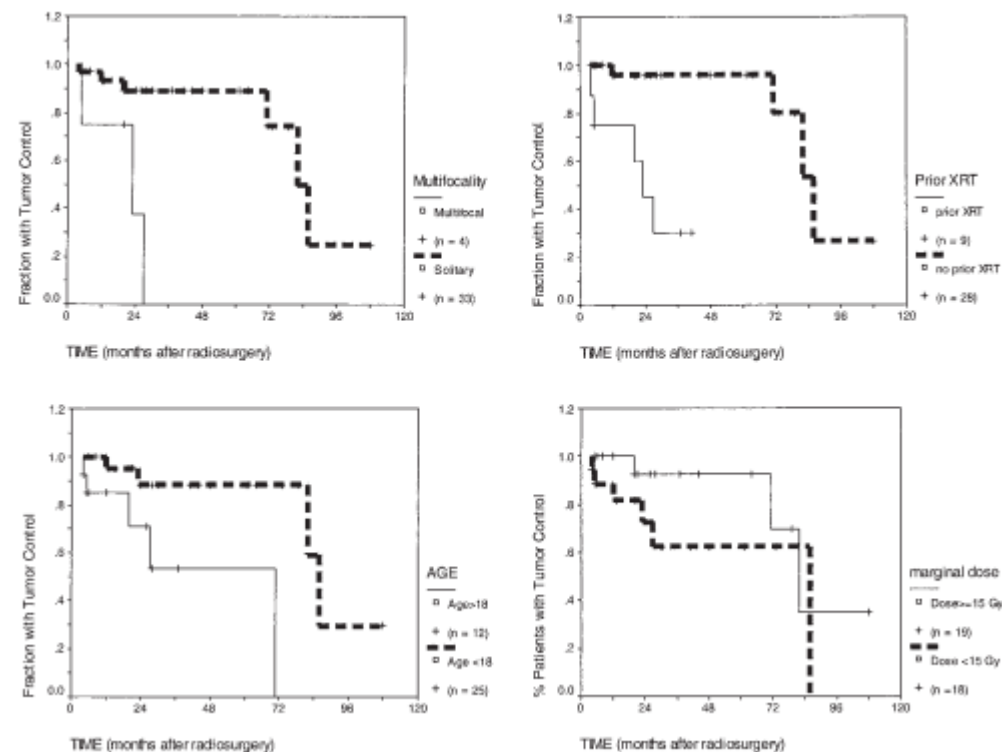 1.2
1.0
.8
.6
.4
.2
0.0
0 24 48 72 96 120
Fraction with Tumor Control
TIME (months after radiosurgery)
Multifocality
Multifocal
(n = 4)
Solitary
(n = 33)
1.2
1.0
.8
.6
.4
.2
0.0
0 24 48 72 96 120
Fraction with Tumor Control
TIME (months after radiosurgery)
Prior XRT
prior XRT
(n = 9)
no prior XRT
(n = 28)
1.2
1.0
.8
.6
.4
.2
0.0
0 24 48 72 96 120
Fraction with Tumor Control
TIME (months after radiosurgery)
AGE
Age>18
(n = 12)
Age <18
(n = 25)
1.2
1.0
.8
.6
.4
.2
0.0
0 24 48 72 96 120
% Patients with Tumor Control
TIME (months after radiosurgery)
marginal dose
Dose>=15 Gy
(n = 19)
Dose <15 Gy
(n =18)